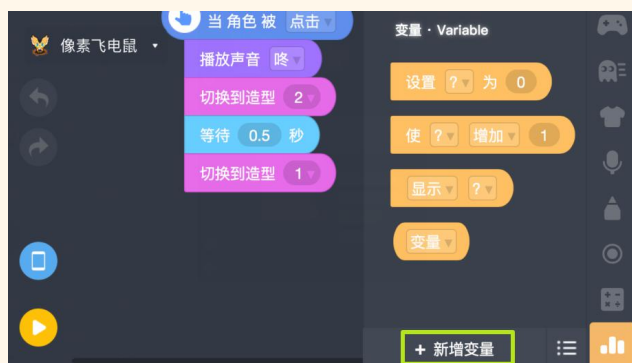 像素飞电鼠
当 角色 被 点击
播放声音 咚
切换到造型 2
等待 0.5 秒
切换到造型 1
变量 · Variable
设置 ? 为 0
使 ? 增加 1
显示 ?
变量
+ 新增变量